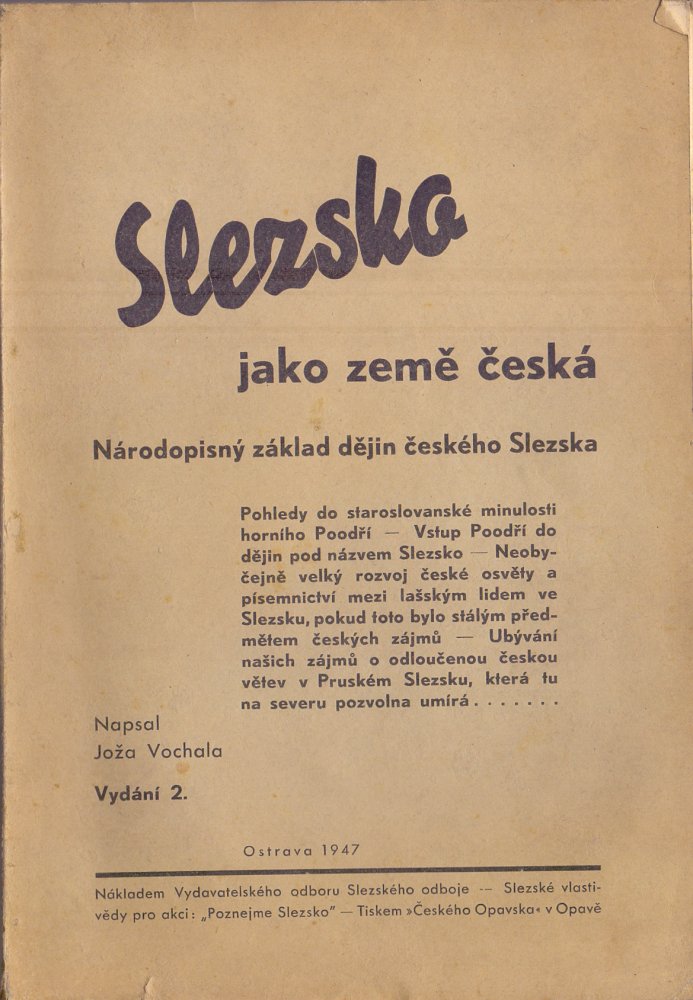 Slezsko
jako země česká
Národopisný základ dějin českého Slezska
Pohledy do staroslovanské minulosti
horního Poodří — Vstup Poodří do
dějin pod názvem Slezsko — Neoby-
čejně velký rozvoj české osvěty a
písemnictví mezi lašským lidem ve
Slezsku, pokud toto bylo stálým před-
mětem českých zájmů — Ubývání
našich zájmů o odloučenou českou
větev v Pruském Slezsku, která tu
na severu pozvolna umírá.......
Napsal
Joža Vochala
Vydání 2.
Ostrava 1947
Nákladem Vydavatelského odboru Slezského odboje -- Slezské vlasti-
vědy pro akci: „Poznejme Slezsko" — Tiskem »Českého Opavska« v Opavě